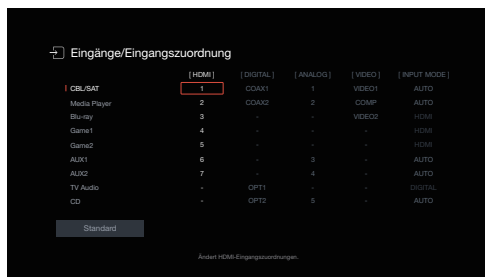 Eingänge/Eingangszuordnung
[ HDMI ] [ DIGITAL ] [ ANALOG ] [ VIDEO ] [ INPUT MODE ]
CBL/SAT 1 COAX1 1 VIDEO1 AUTO
Media Player 2 COAX2 2 COMP AUTO
Blu-ray 3 - - VIDEO2 HDMI
Game1 4 - - - HDMI
Game2 5 - - - HDMI
AUX1 6 - 3 - AUTO
AUX2 7 - 4 - AUTO
TV Audio - OPT1 - - DIGITAL
CD - OPT2 5 - AUTO
Standard
Ändert HDMI-Eingangszuordnungen.